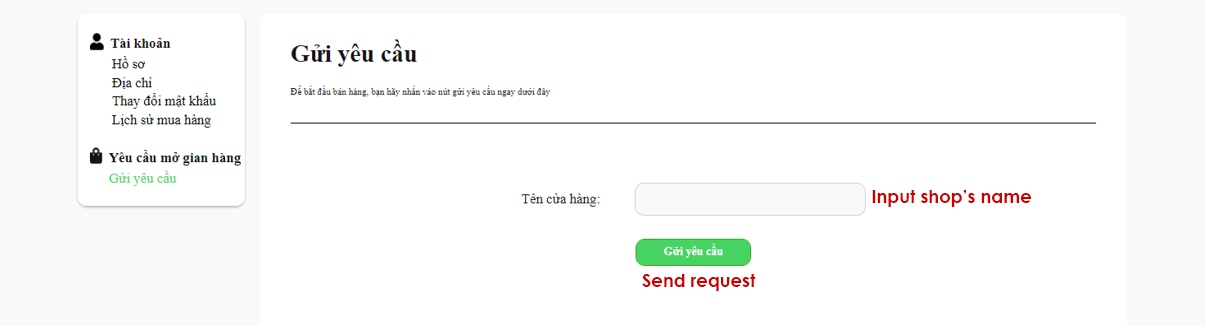 Tài khoản
Hồ sơ
Địa chỉ
Thay đổi mật khẩu
Lịch sử mua hàng
Yêu cầu mở gian hàng
Gửi yêu cầu
Gửi yêu cầu
Để bắt đầu bán hàng, bạn hãy nhấn vào nút gửi yêu cầu ngay dưới đây
Tên cửa hàng:
Input shop's name
Gửi yêu cầu
Send request